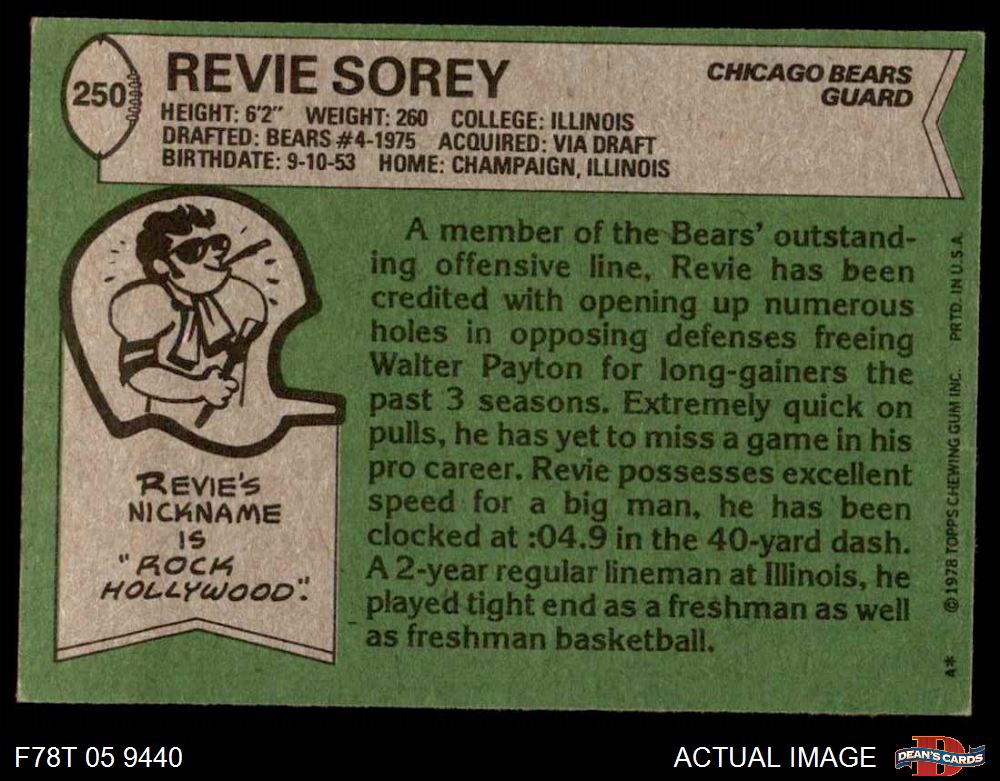 250
REVIE SOREY
CHICAGO BEARS
GUARD
HEIGHT: 6'2" WEIGHT: 260 COLLEGE: ILLINOIS
DRAFTED: BEARS #4-1975 ACQUIRED: VIA DRAFT
BIRTHDATE: 9-10-53 HOME: CHAMPAIGN, ILLINOIS
REVIE'S
NICKNAME
IS
"ROCK
HOLLYWOOD".
A member of the Bears' outstand-
ing offensive line, Revie has been
credited with opening up numerous
holes in opposing defenses freeing
Walter Payton for long-gainers the
past 3 seasons. Extremely quick on
pulls, he has yet to miss a game in his
pro career. Revie possesses excellent
speed for a big man, he has been
clocked at :04.9 in the 40-yard dash.
A 2-year regular lineman at Illinois, he
played tight end as a freshman as well
as freshman basketball.
A* © 1978 TOPPS CHEWING GUM INC. PRTD. IN U.S.A.
F78T 05 9440
ACTUAL IMAGE
D
DEAN'S CARDS